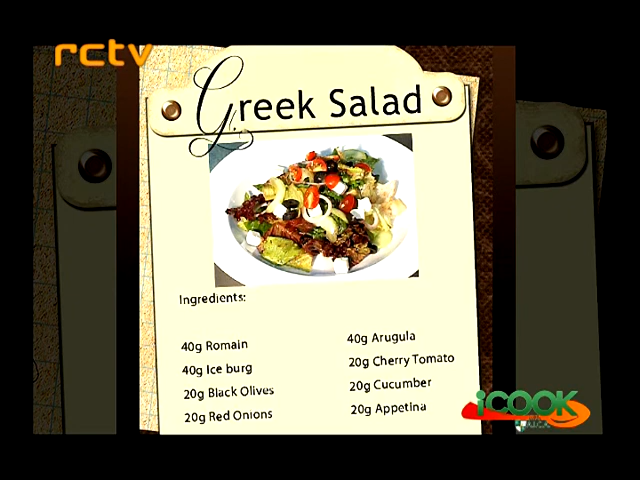 rctv
Greek Salad
Ingredients:
40g Romain
40g Ice burg
20g Black Olives
20g Red Onions
40g Arugula
20g Cherry Tomato
20g Cucumber
20g Appetina
iCOOK